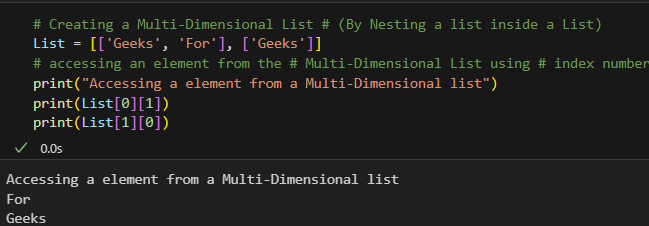 # Creating a Multi-Dimensional List # (By Nesting a list inside a List)
List = [['Geeks', 'For'], ['Geeks']]
# accessing an element from the # Multi-Dimensional List using # index number
print("Accessing a element from a Multi-Dimensional list")
print(List[0][1])
print(List[1][0])
✓ 0.0s
Accessing a element from a Multi-Dimensional list
For
Geeks